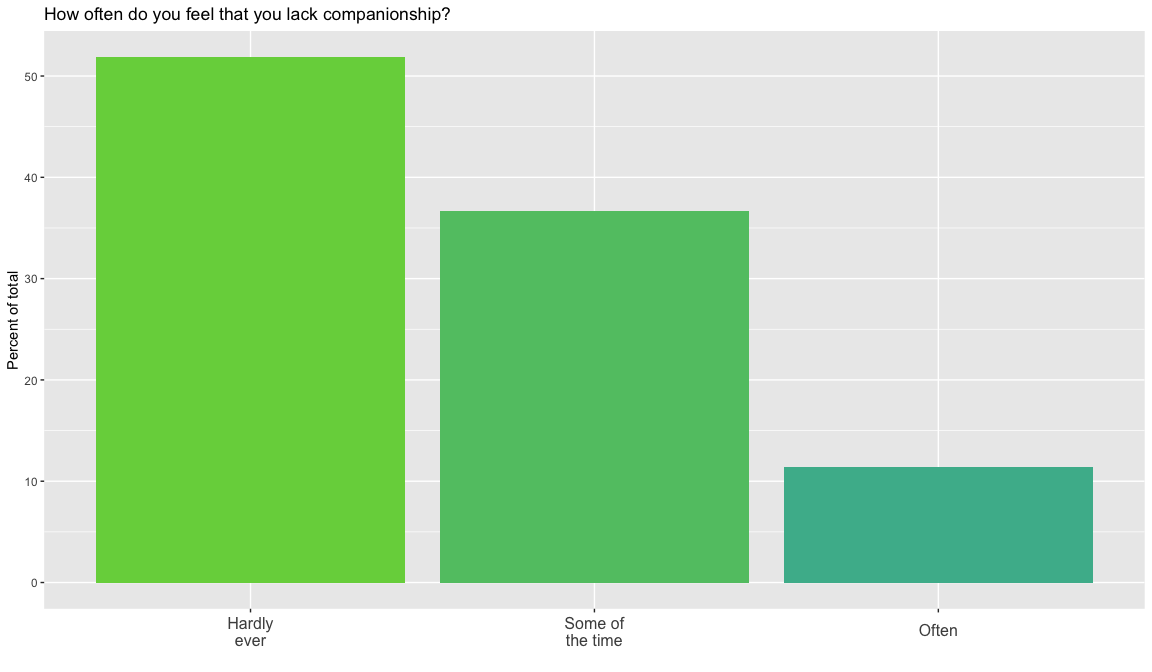 How often do you feel that you lack companionship?
Percent of total
50
40
30
20
10
0
Hardly
ever
Some of
the time
Often